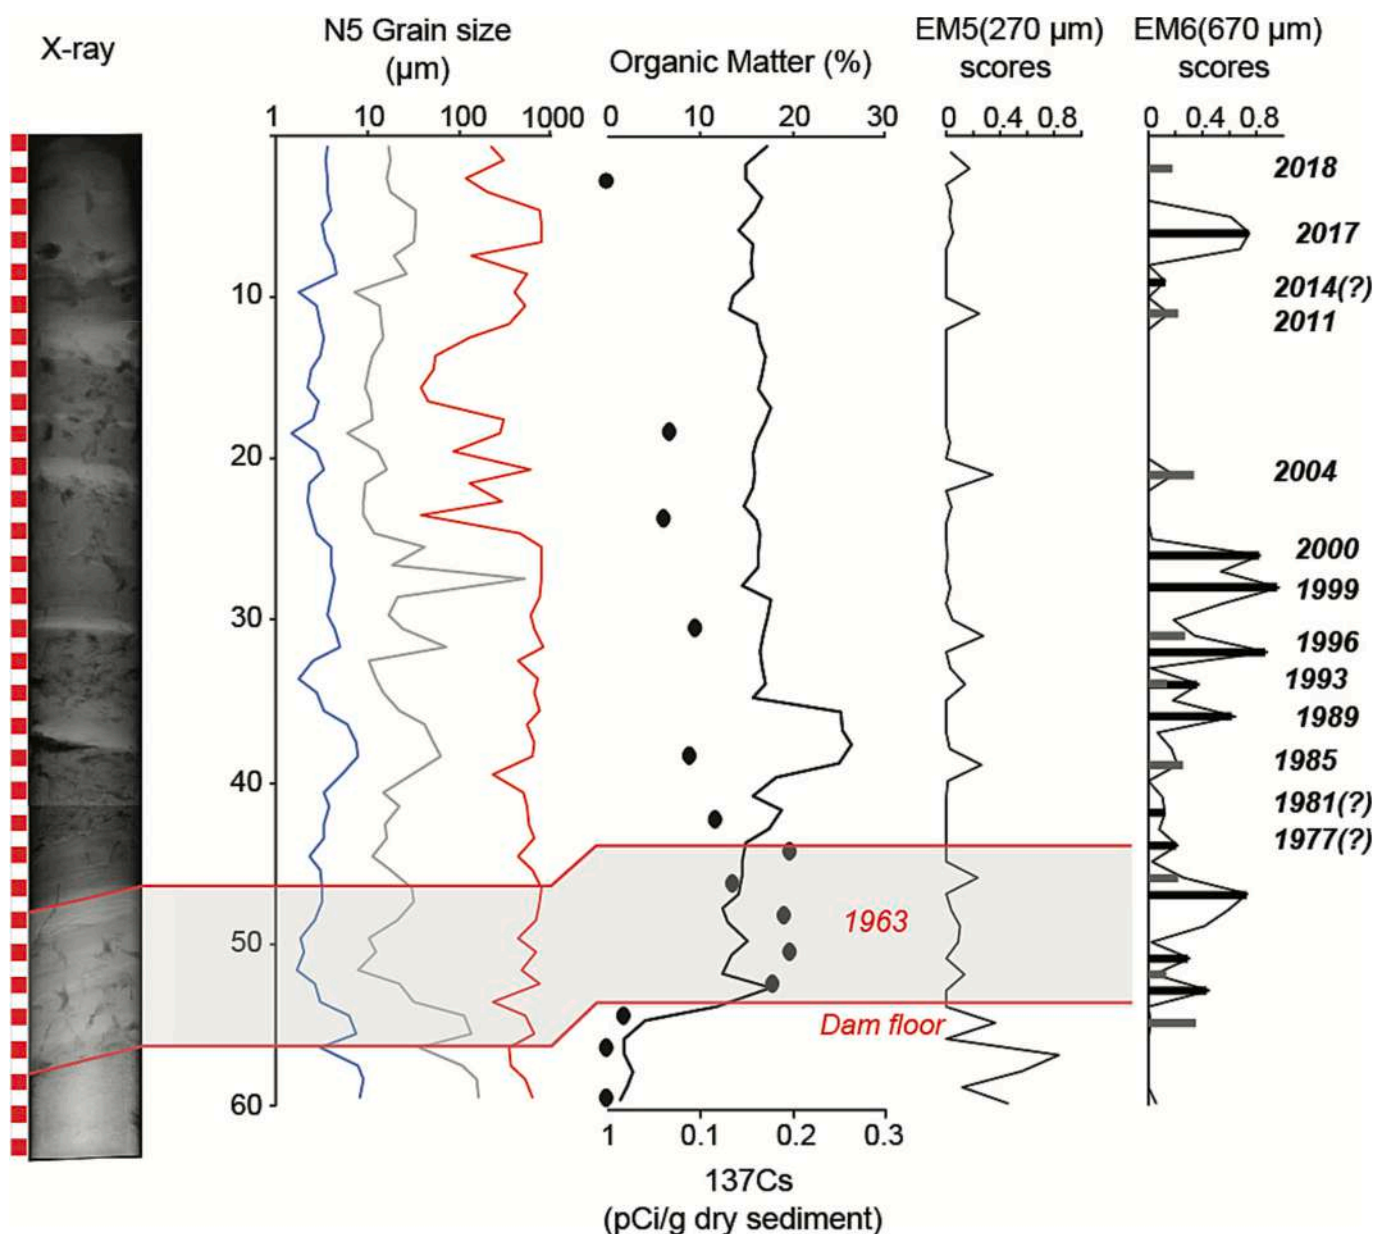 X-ray
N5 Grain size
(µm)
Organic Matter (%)
EM5(270 µm)
scores
EM6(670 µm)
scores
1 10 100 1000
0 10 20 30
0 0.4 0.8
0 0.4 0.8
2018
2017
10
2014(?)
2011
20
2004
2000
1999
30
1996
1993
1989
1985
40
1981(?)
1977(?)
1963
50
Dam floor
60
1 0.1 0.2 0.3
137Cs
(pCi/g dry sediment)